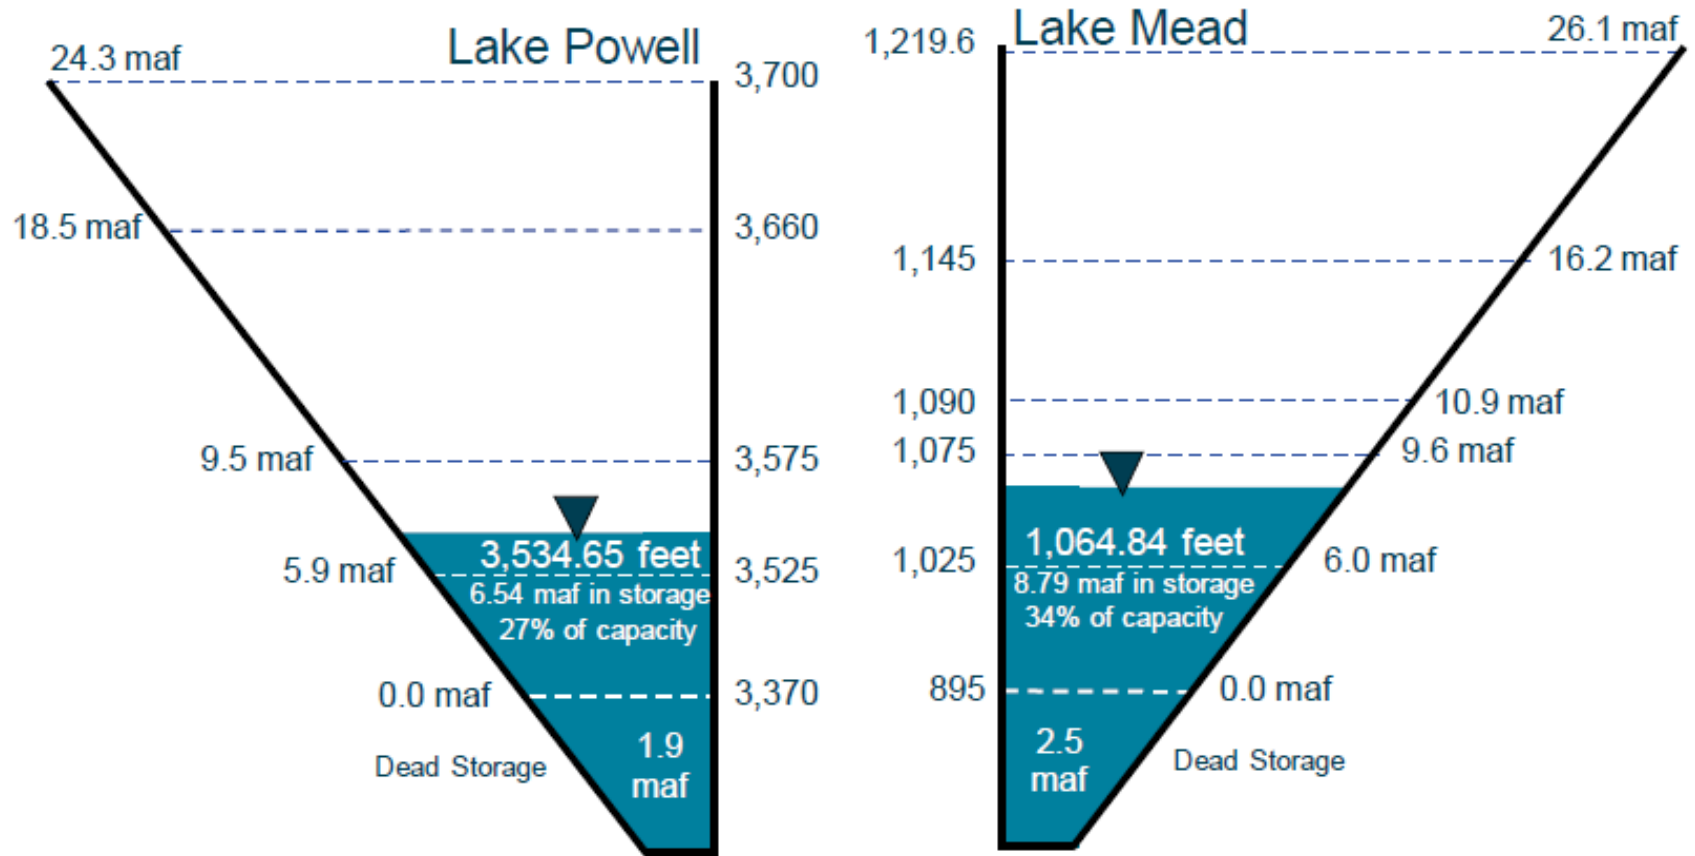 Lake Powell
24.3 maf
3,700
18.5 maf
3,660
9.5 maf
3,575
3,534.65 feet
5.9 maf
3,525
6.54 maf in storage
27% of capacity
0.0 maf
3,370
1.9
maf
Dead Storage
Lake Mead
1,219.6
26.1 maf
1,145
16.2 maf
1,090
10.9 maf
1,075
9.6 maf
1,064.84 feet
1,025
6.0 maf
8.79 maf in storage
34% of capacity
895
0.0 maf
2.5
maf
Dead Storage